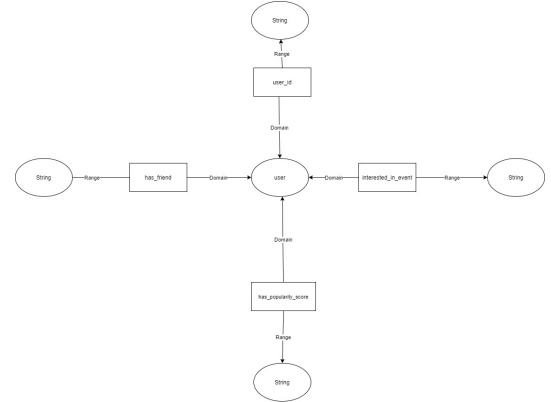 String
Range
user_id
Domain
String
Range
has_friend
Domain
user
Domain
interested_in_event
Range
String
Domain
has_popularity_score
Range
String